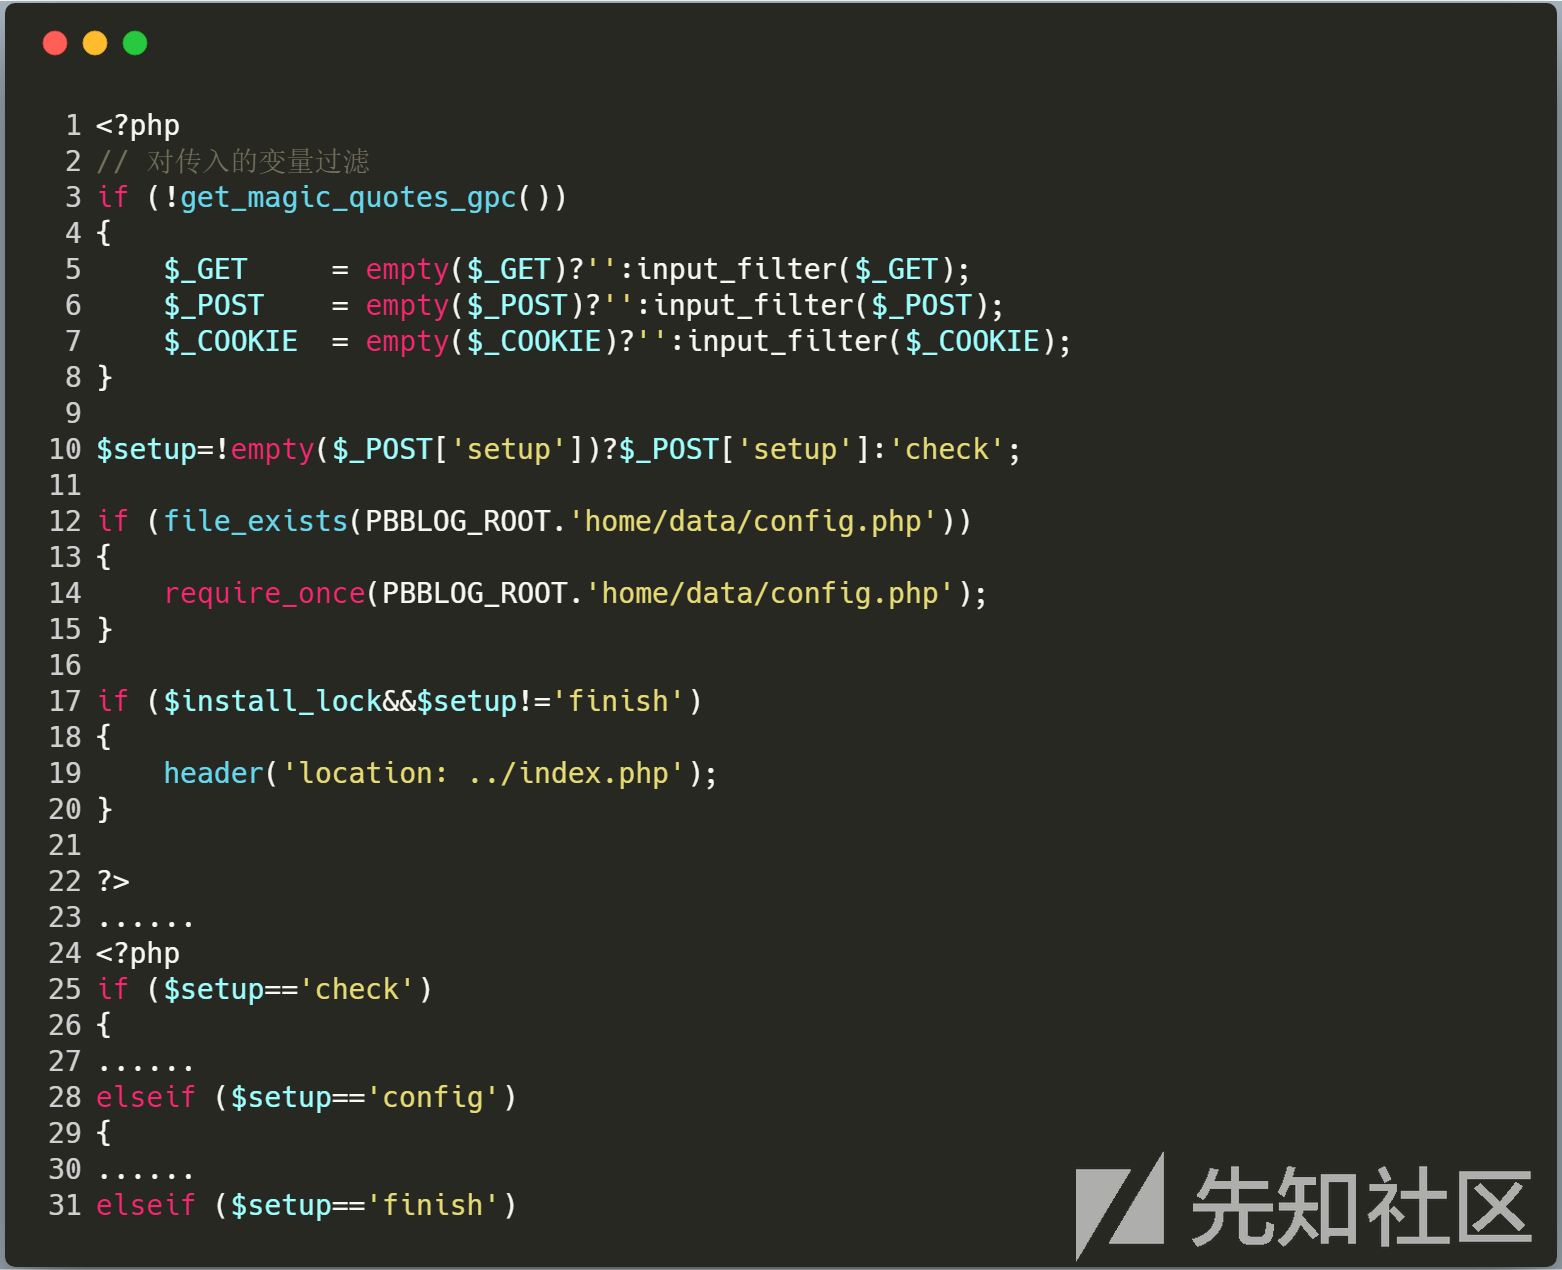 1 <?php
2 // 对传入的变量过滤
3 if (!get_magic_quotes_gpc())
4 {
5     $_GET     = empty($_GET)?'':input_filter($_GET);
6     $_POST    = empty($_POST)?'':input_filter($_POST);
7     $_COOKIE  = empty($_COOKIE)?'':input_filter($_COOKIE);
8 }
9
10 $setup=!empty($_POST['setup'])?$_POST['setup']:'check';
11
12 if (file_exists(PBBLOG_ROOT.'home/data/config.php'))
13 {
14     require_once(PBBLOG_ROOT.'home/data/config.php');
15 }
16
17 if ($install_lock&&$setup!='finish')
18 {
19     header('location: ../index.php');
20 }
21
22 ?>
23 ......
24 <?php
25 if ($setup=='check')
26 {
27 ......
28 elseif ($setup=='config')
29 {
30 ......
31 elseif ($setup=='finish')
先知社区